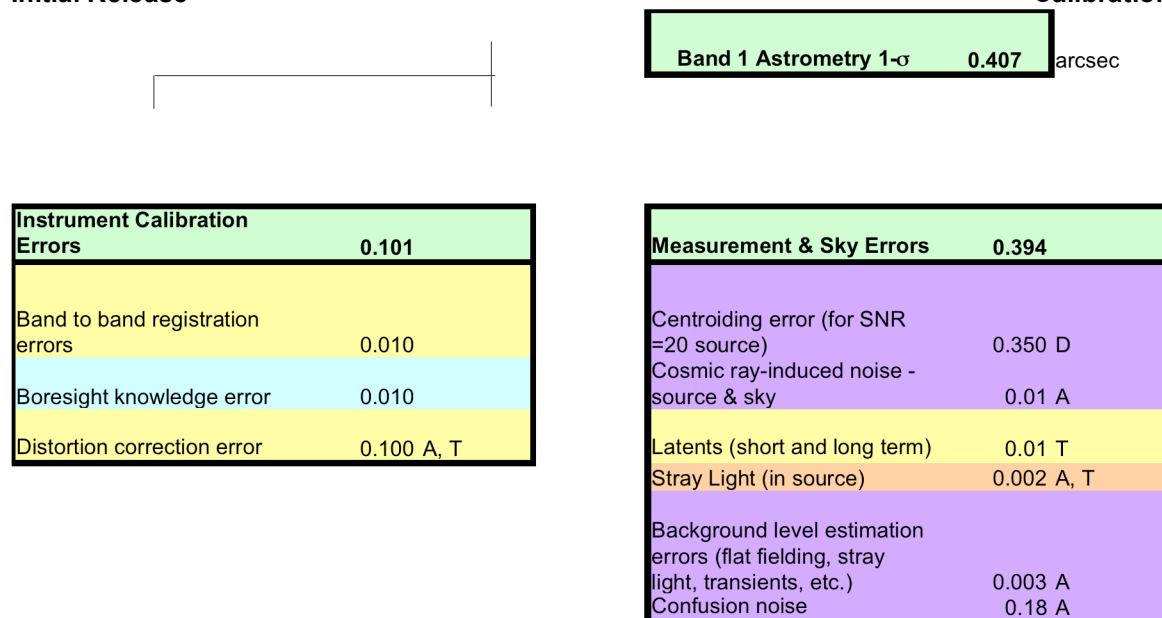 Initial Release
Calibration
Band 1 Astrometry 1-σ 0.407 arcsec
Instrument Calibration
Errors 0.101
Band to band registration
errors 0.010
Boresight knowledge error 0.010
Distortion correction error 0.100 A, T
Measurement & Sky Errors 0.394
Centroiding error (for SNR
=20 source) 0.350 D
Cosmic ray-induced noise -
source & sky 0.01 A
Latents (short and long term) 0.01 T
Stray Light (in source) 0.002 A, T
Background level estimation
errors (flat fielding, stray
light, transients, etc.) 0.003 A
Confusion noise 0.18 A